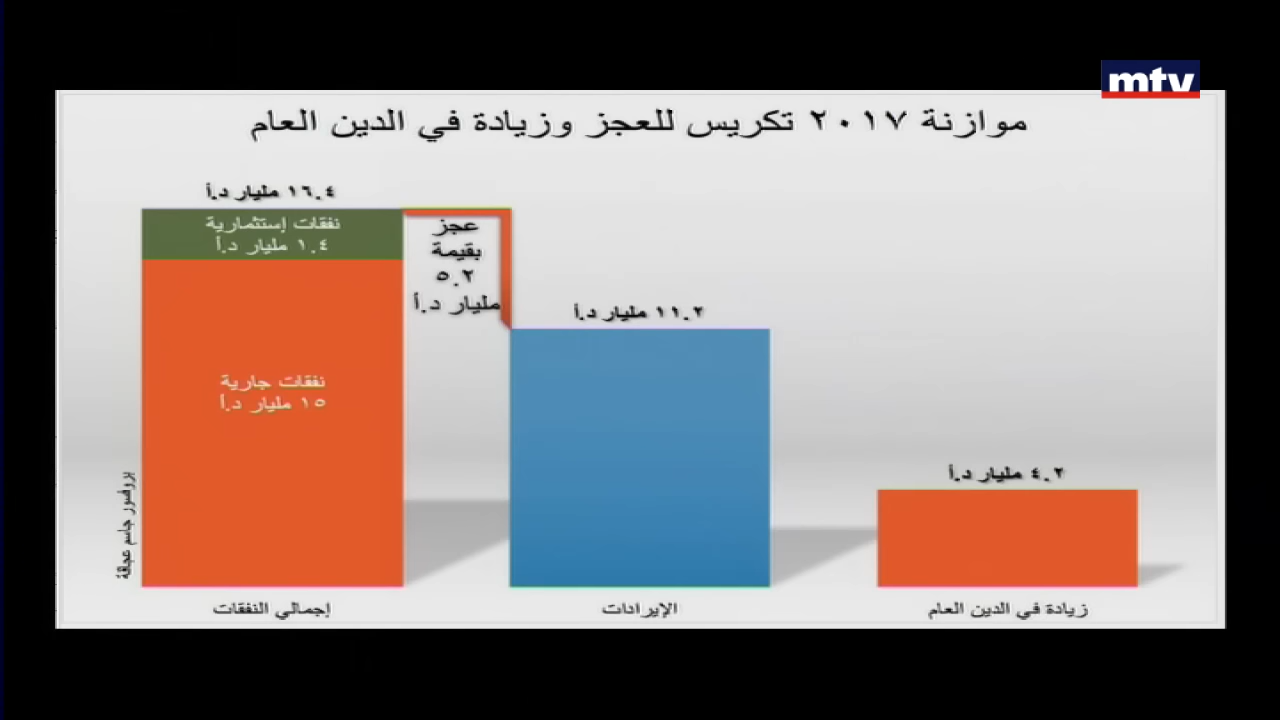 mtv
موازنة ٢٠١٧ تكريس للعجز وزيادة في الدين العام
١٦.٤ مليار د.أ
نفقات إستثمارية
١.٤ مليار د.أ
عجز
بقيمة
٥.٢
مليار د.أ
١١.٢ مليار د.أ
نفقات جارية
١٥ مليار د.أ
٤.٢ مليار د.أ
بروفسور جاسم عجاقة
إجمالي النفقات
الإيرادات
زيادة في الدين العام